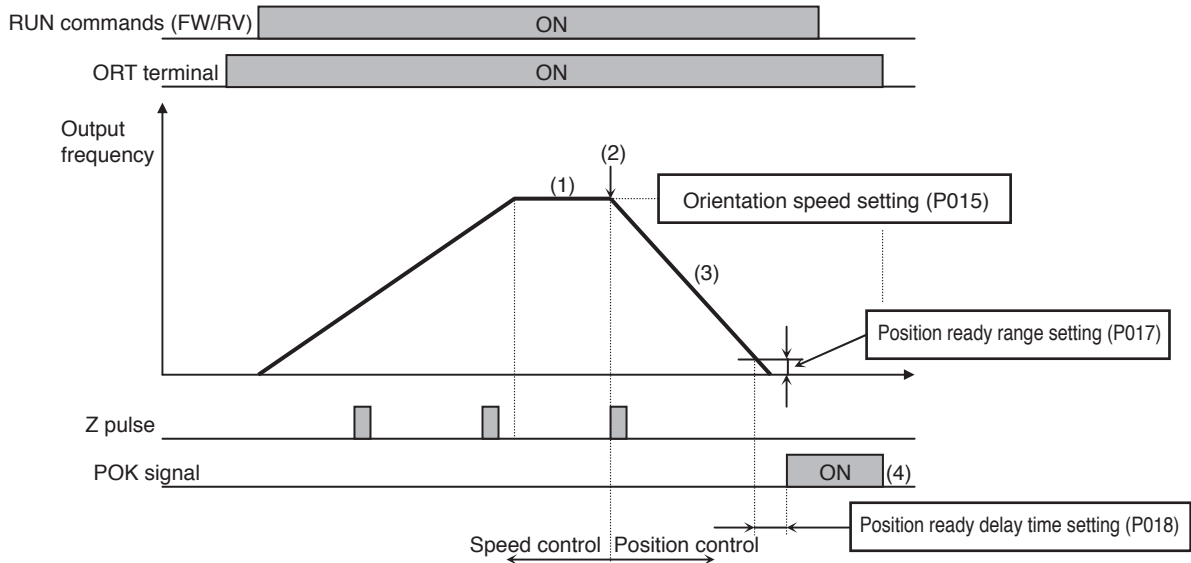 RUN commands (FW/RV)
ON
ORT terminal
ON
Output
frequency
(1)
(2)
Orientation speed setting (P015)
(3)
Position ready range setting (P017)
Z pulse
POK signal
ON
(4)
Position ready delay time setting (P018)
Speed control
Position control